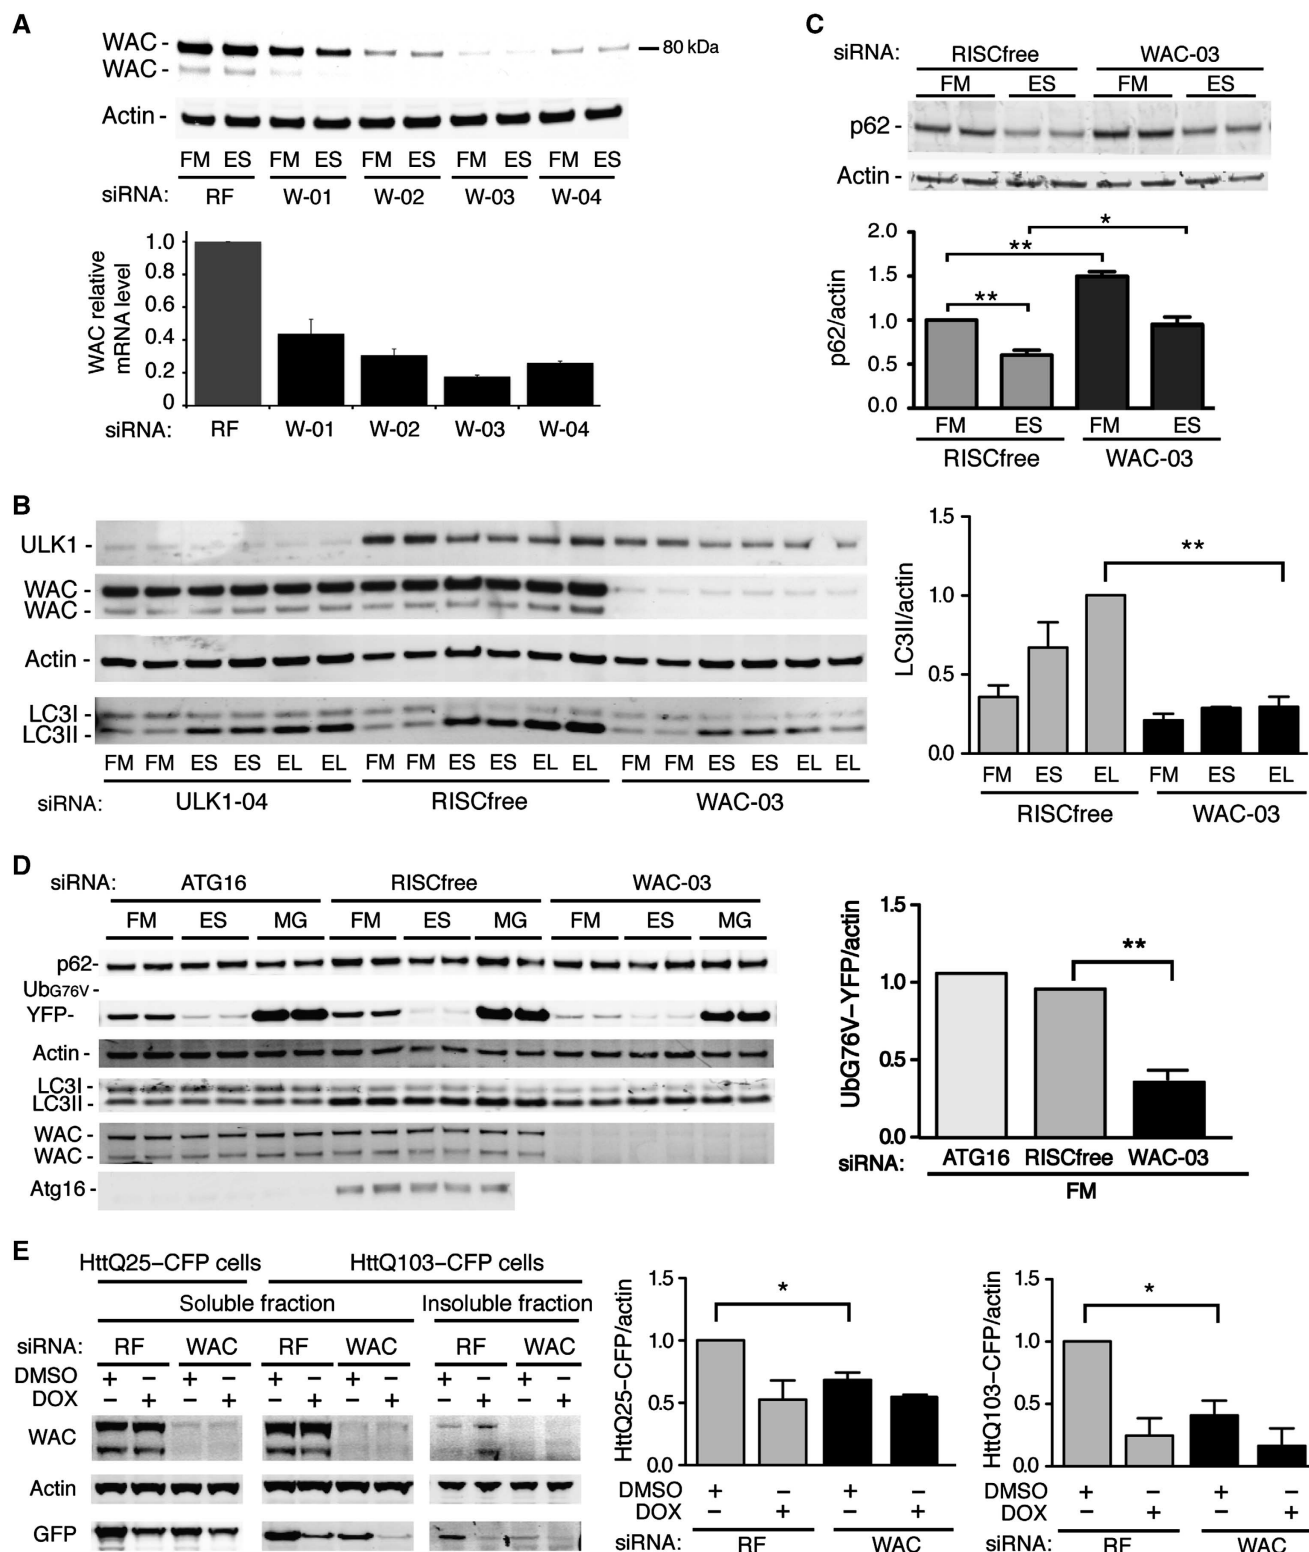 A
WAC -
WAC -
80 kDa
Actin -
FM ES FM ES FM ES FM ES FM ES
siRNA: RF W-01 W-02 W-03 W-04
WAC relative mRNA level
1.0
0.8
0.6
0.4
0.2
0
siRNA: RF W-01 W-02 W-03 W-04
C
siRNA: RISCfree WAC-03
FM ES FM ES
p62 -
Actin -
p62/actin
2.0
1.5
1.0
0.5
0.0
** ** *
FM ES FM ES
RISCfree WAC-03
B
ULK1 -
WAC -
WAC -
Actin -
LC3I -
LC3II -
FM FM ES ES EL EL FM FM ES ES EL EL FM FM ES ES EL EL
siRNA: ULK1-04 RISCfree WAC-03
LC3II/actin
1.5
1.0
0.5
0.0
**
FM ES EL FM ES EL
RISCfree WAC-03
D
siRNA: ATG16 RISCfree WAC-03
FM ES MG FM ES MG FM ES MG
p62-
UbG76V -
YFP-
Actin -
LC3I -
LC3II -
WAC -
WAC -
Atg16 -
UbG76V–YFP/actin
1.5
1.0
0.5
0.0
**
siRNA: ATG16 RISCfree WAC-03
FM
E
HttQ25–CFP cells HttQ103–CFP cells
Soluble fraction Insoluble fraction
siRNA: RF WAC RF WAC RF WAC
DMSO + – + – + – + – + – + –
DOX – + – + – + – + – + – +
WAC
Actin
GFP
HttQ25–CFP/actin
1.5
1.0
0.5
0.0
*
DMSO + – + –
DOX – + – +
siRNA: RF WAC
HttQ103–CFP/actin
1.5
1.0
0.5
0.0
*
DMSO + – + –
DOX – + – +
siRNA: RF WAC